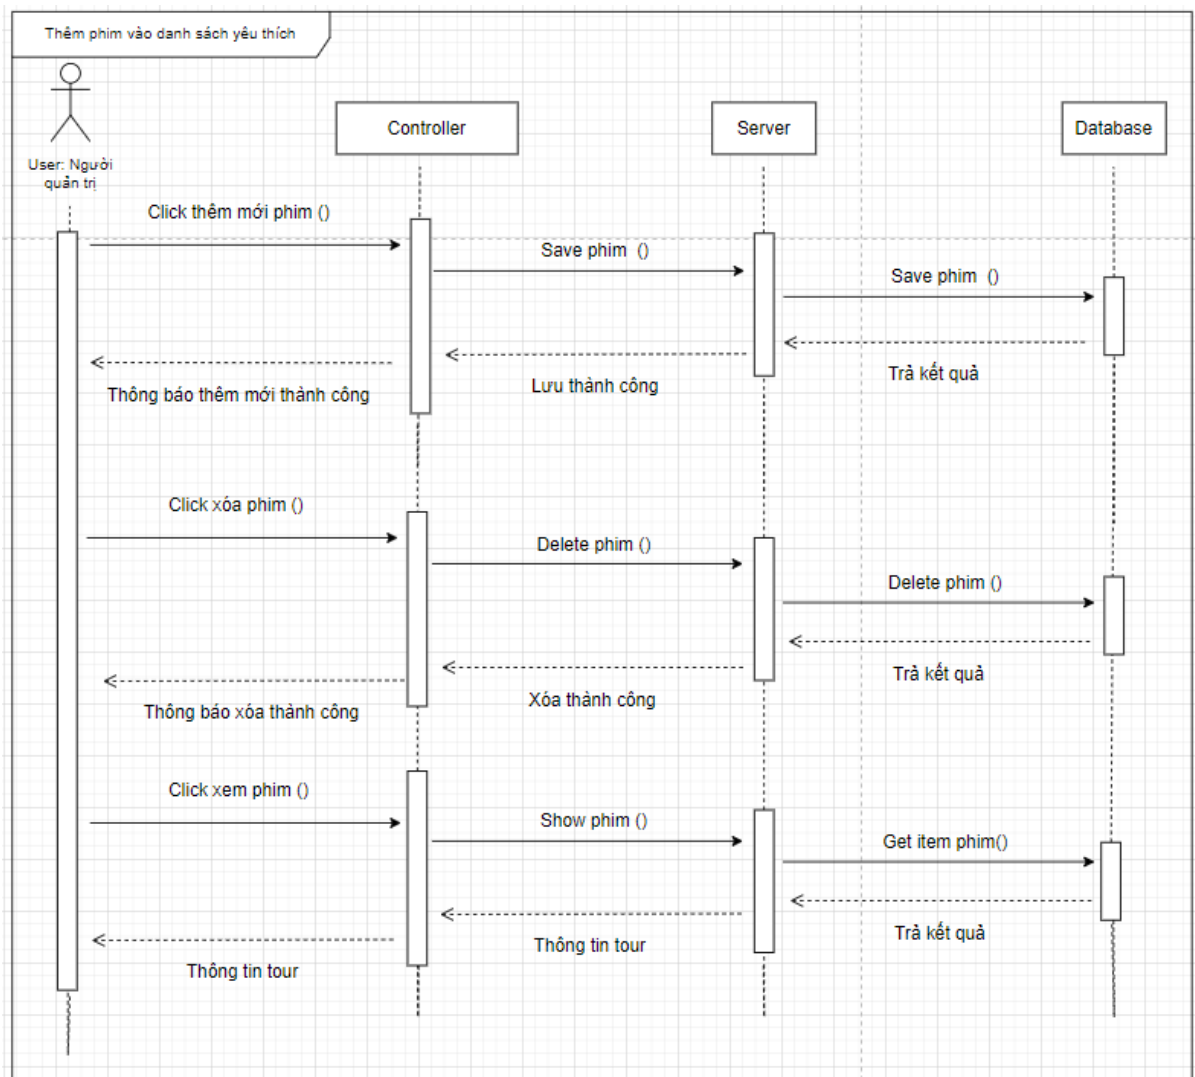 Thêm phim vào danh sách yêu thích
User: Người
quản trị
Controller
Server
Database
Click thêm mới phim ()
Save phim ()
Save phim ()
Trả kết quả
Lưu thành công
Thông báo thêm mới thành công
Click xóa phim ()
Delete phim ()
Delete phim ()
Trả kết quả
Xóa thành công
Thông báo xóa thành công
Click xem phim ()
Show phim ()
Get item phim()
Trả kết quả
Thông tin tour
Thông tin tour